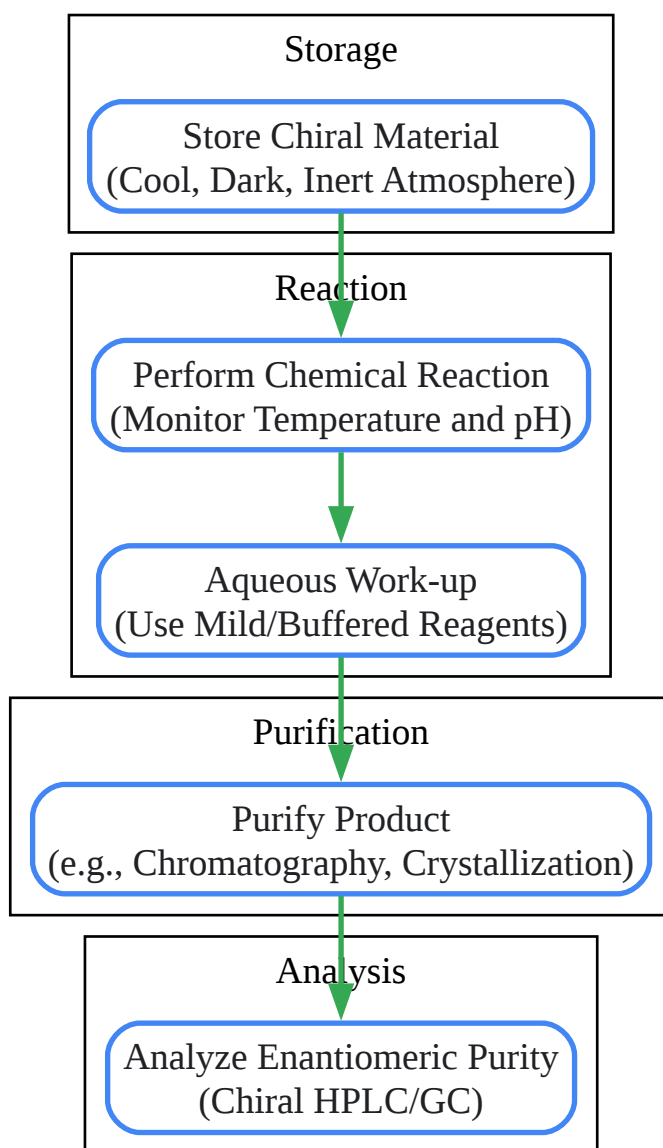 Storage
Store Chiral Material
(Cool, Dark, Inert Atmosphere)
Reaction
Perform Chemical Reaction
(Monitor Temperature and pH)
Aqueous Work-up
(Use Mild/Buffered Reagents)
Purification
Purify Product
(e.g., Chromatography, Crystallization)
Analysis
Analyze Enantiomeric Purity
(Chiral HPLC/GC)